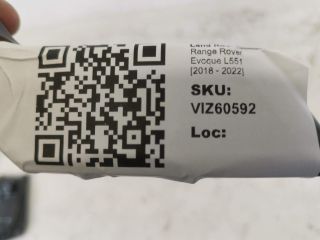 Range Rover
Evoque L551
[2018 - 2022]
SKU:
VIZ60592
Loc: